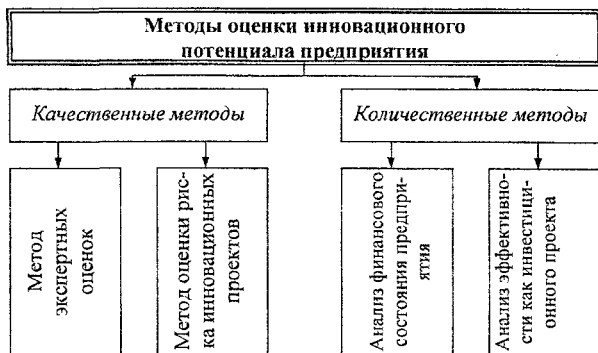 Методы оценки инновационного
потенциала предприятия
Качественные методы
Количественные методы
Метод
экспертных
оценок
Метод оценки рис-
ка инновационных
проектов
Анализ финансового
состояния предпри-
ятия
Анализ эффективно-
сти как инвестици-
онного проекта